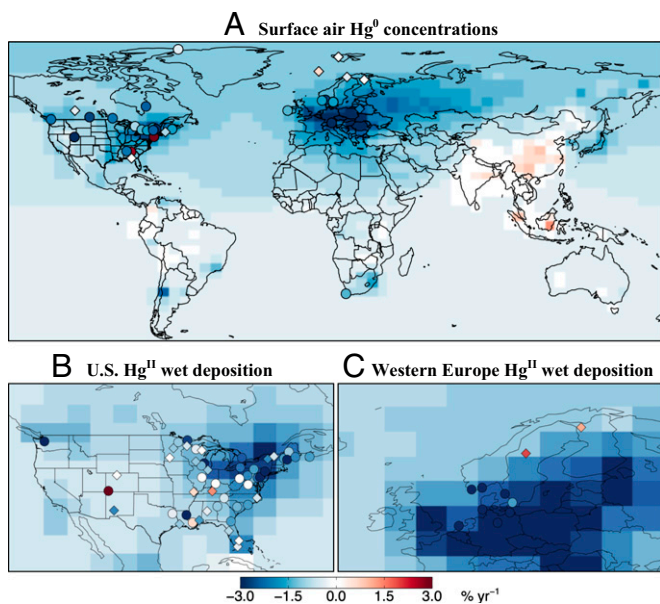 A Surface air Hg⁰ concentrations
B U.S. Hgᴵᴵ wet deposition
C Western Europe Hgᴵᴵ wet deposition
-3.0 -1.5 0.0 1.5 3.0 % yr⁻¹